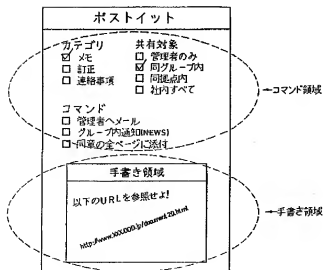 ポストイット
カテゴリ 共有対象
☑ メモ □ 管理者のみ
□ 訂正 ☑ 同グループ内
□ 連絡事項 □ 同拠点内
□ 社内すべて
コマンド領域
コマンド
□ 管理者へメール
□ グループ内通知(NEWS)
□ 同意の全ページに添付
手書き領域
以下のURLを参照せよ!
手書き領域